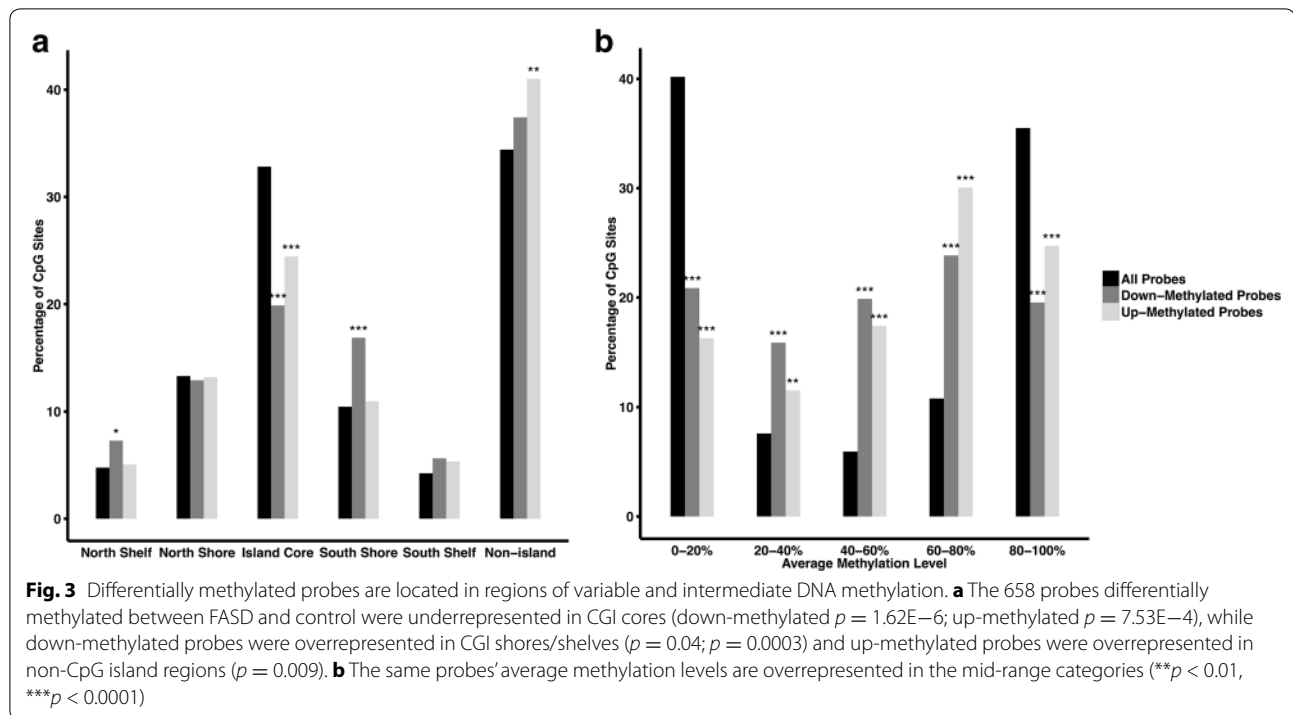 a
Percentage of CpG Sites
40
30
20
10
0
*
***
***
***
**
North Shelf North Shore Island Core South Shore South Shelf Non−island
b
Percentage of CpG Sites
40
30
20
10
0
***
***
***
**
***
***
***
***
***
***
0−20% 20−40% 40−60% 60−80% 80−100%
Average Methylation Level
All Probes
Down−Methylated Probes
Up−Methylated Probes
Fig. 3 Differentially methylated probes are located in regions of variable and intermediate DNA methylation. a The 658 probes differentially
methylated between FASD and control were underrepresented in CGI cores (down-methylated p = 1.62E−6; up-methylated p = 7.53E−4), while
down-methylated probes were overrepresented in CGI shores/shelves (p = 0.04; p = 0.0003) and up-methylated probes were overrepresented in
non-CpG island regions (p = 0.009). b The same probes’ average methylation levels are overrepresented in the mid-range categories (**p < 0.01,
***p < 0.0001)